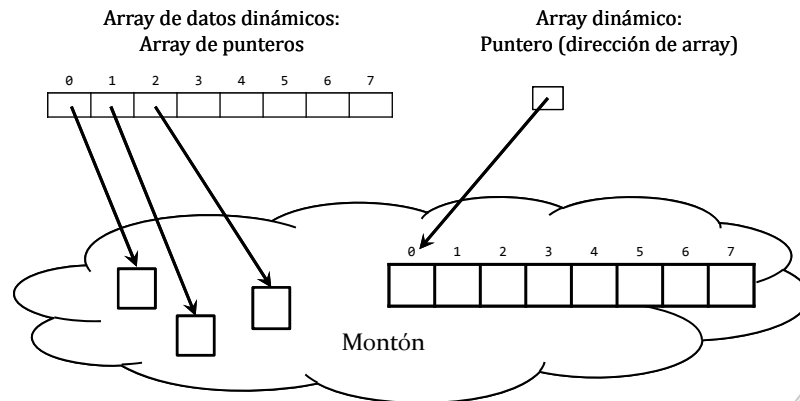 Array de datos dinámicos:
Array de punteros
0 1 2 3 4 5 6 7
Array dinámico:
Puntero (dirección de array)
0 1 2 3 4 5 6 7
Montón